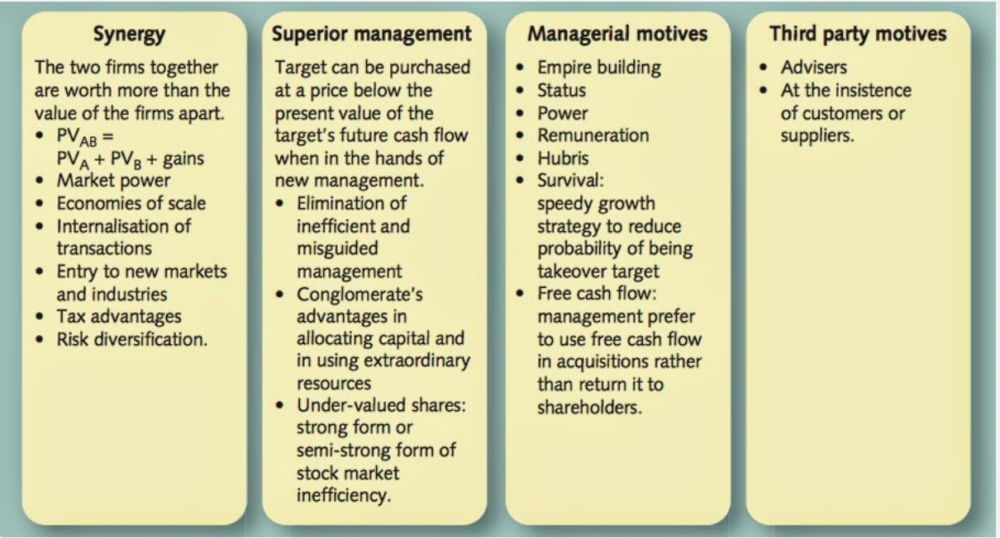 Synergy
The two firms together
are worth more than the
value of the firms apart.
• PVAB =
PVA + PVB + gains
• Market power
• Economies of scale
• Internalisation of
transactions
• Entry to new markets
and industries
• Tax advantages
• Risk diversification.
Superior management
Target can be purchased
at a price below the
present value of the
target's future cash flow
when in the hands of
new management.
• Elimination of
inefficient and
misguided
management
• Conglomerate's
advantages in
allocating capital and
in using extraordinary
resources
• Under-valued shares:
strong form or
semi-strong form of
stock market
inefficiency.
Managerial motives
• Empire building
• Status
• Power
• Remuneration
• Hubris
• Survival:
speedy growth
strategy to reduce
probability of being
takeover target
• Free cash flow:
management prefer
to use free cash flow
in acquisitions rather
than return it to
shareholders.
Third party motives
• Advisers
• At the insistence
of customers or
suppliers.